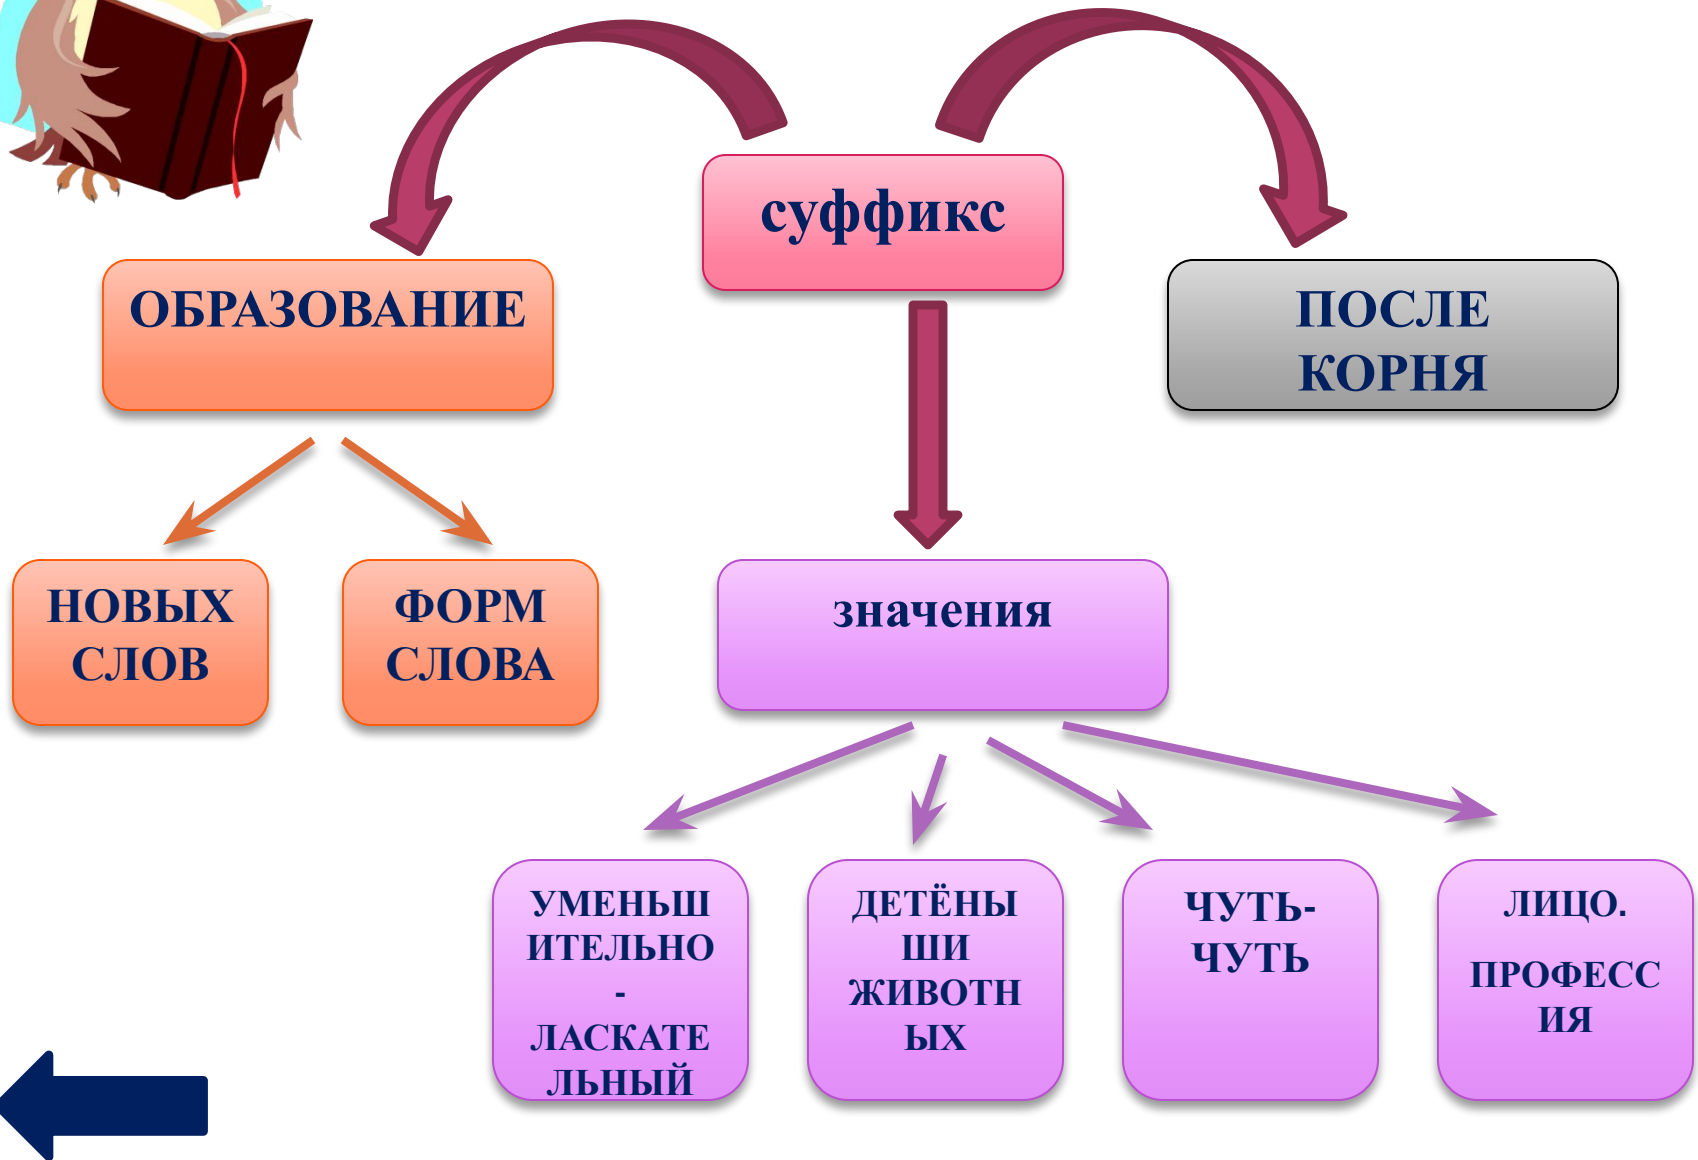 суффикс
ОБРАЗОВАНИЕ
ПОСЛЕ
КОРНЯ
НОВЫХ
СЛОВ
ФОРМ
СЛОВА
значения
УМЕНЬШ
ИТЕЛЬНО
-
ЛАСКАТЕ
ЛЬНЫЙ
ДЕТЁНЫ
ШИ
ЖИВОТН
ЫХ
ЧУТЬ-
ЧУТЬ
ЛИЦО.
ПРОФЕСС
ИЯ